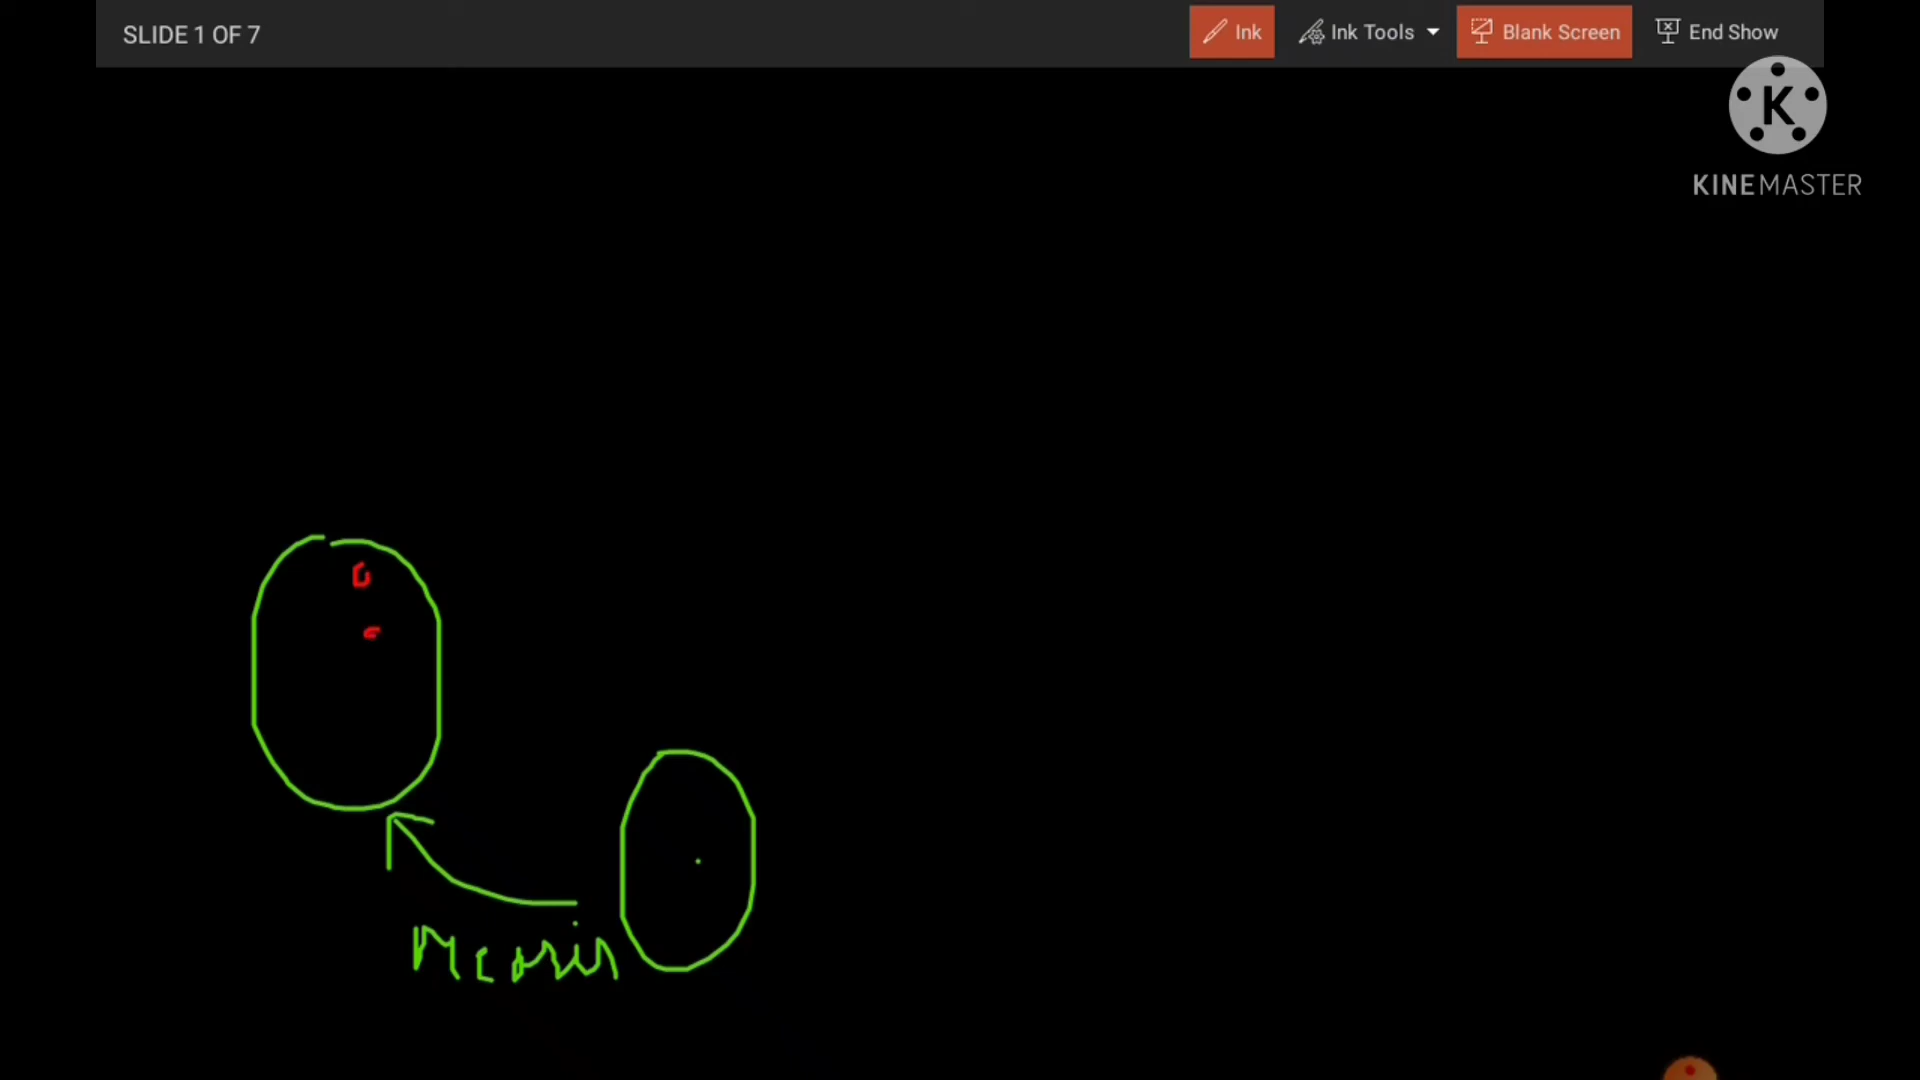 SLIDE 1 OF 7
Ink
Ink Tools
Blank Screen
End Show
K
KINEMASTER